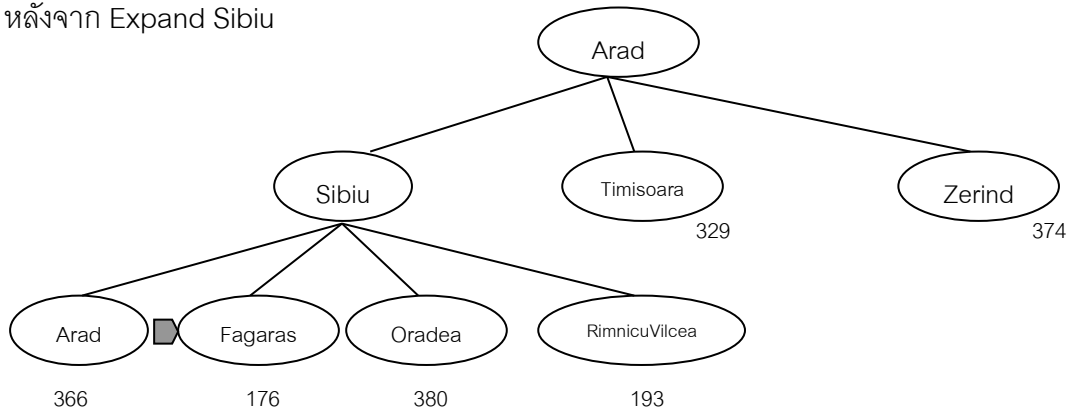 หลังจาก Expand Sibiu
Arad
Sibiu
Timisoara
Zerind
329
374
Arad
Fagaras
Oradea
RimnicuVilcea
366
176
380
193